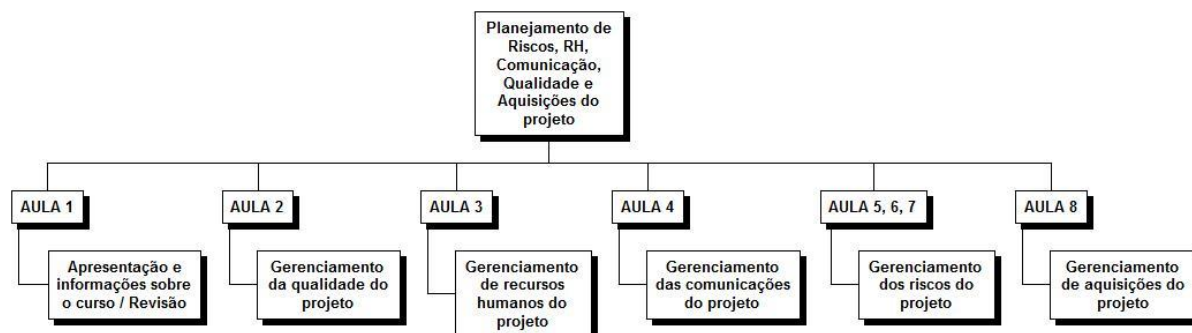 Planejamento de
Riscos, RH,
Comunicação,
Qualidade e
Aquisições do
projeto
AULA 1
AULA 2
AULA 3
AULA 4
AULA 5, 6, 7
AULA 8
Apresentação e
informações sobre
o curso / Revisão
Gerenciamento
da qualidade do
projeto
Gerenciamento
de recursos
humanos do
projeto
Gerenciamento
das comunicações
do projeto
Gerenciamento
dos riscos do
projeto
Gerenciamento
de aquisições do
projeto